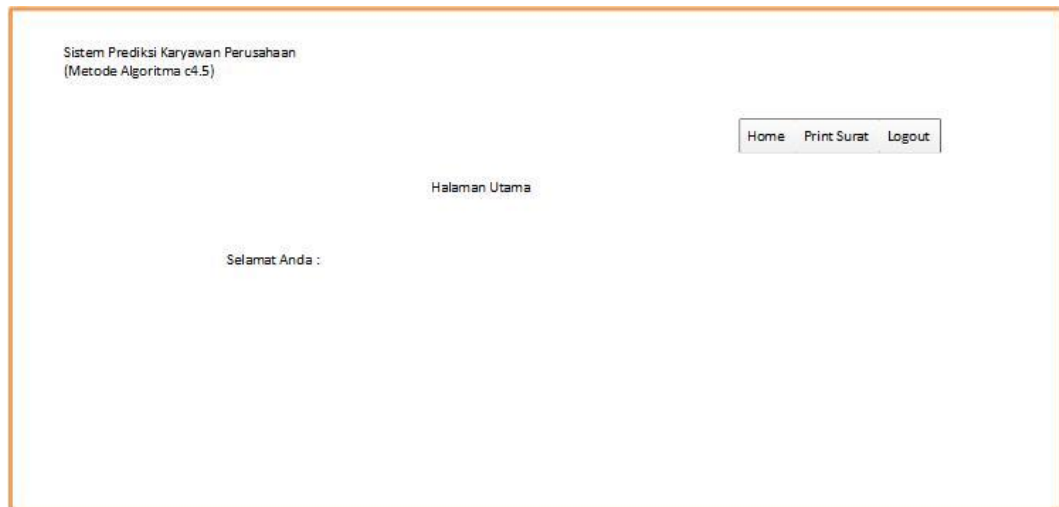 Sistem Prediksi Karyawan Perusahaan
(Metode Algoritma c4.5)
Home Print Surat Logout
Halaman Utama
Selamat Anda :